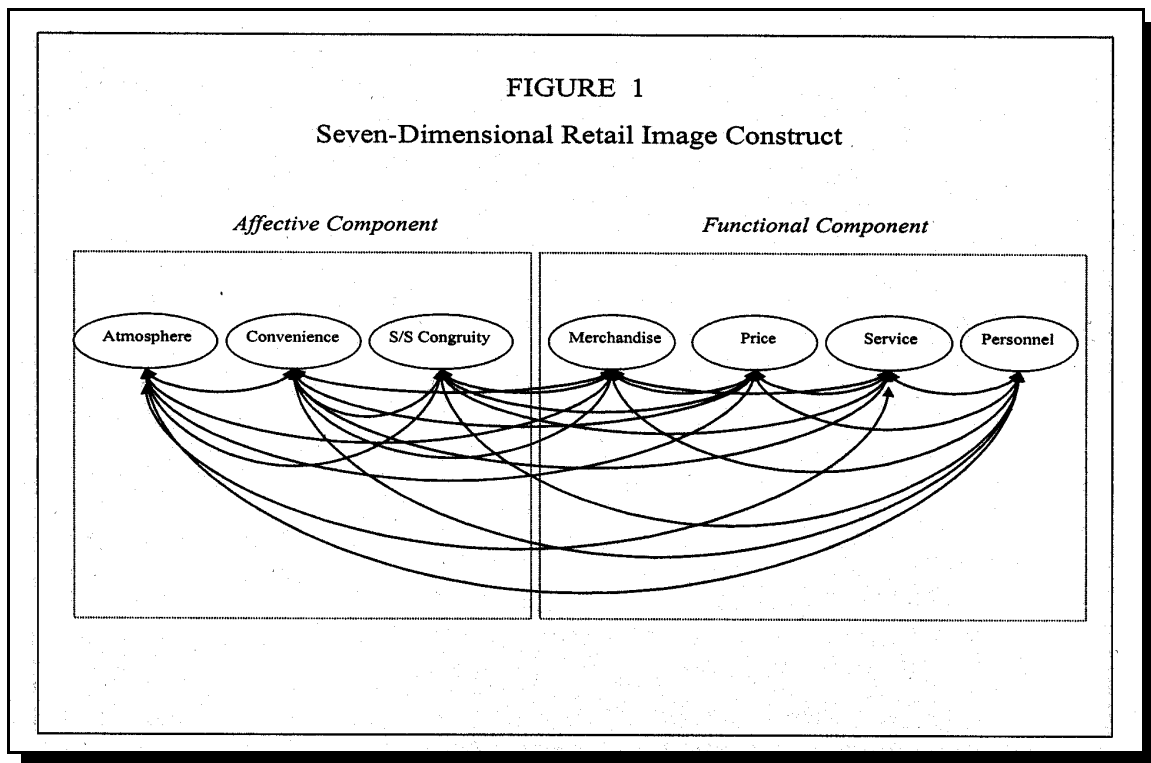 FIGURE 1
Seven-Dimensional Retail Image Construct
Affective Component
Functional Component
Atmosphere
Convenience
S/S Congruity
Merchandise
Price
Service
Personnel